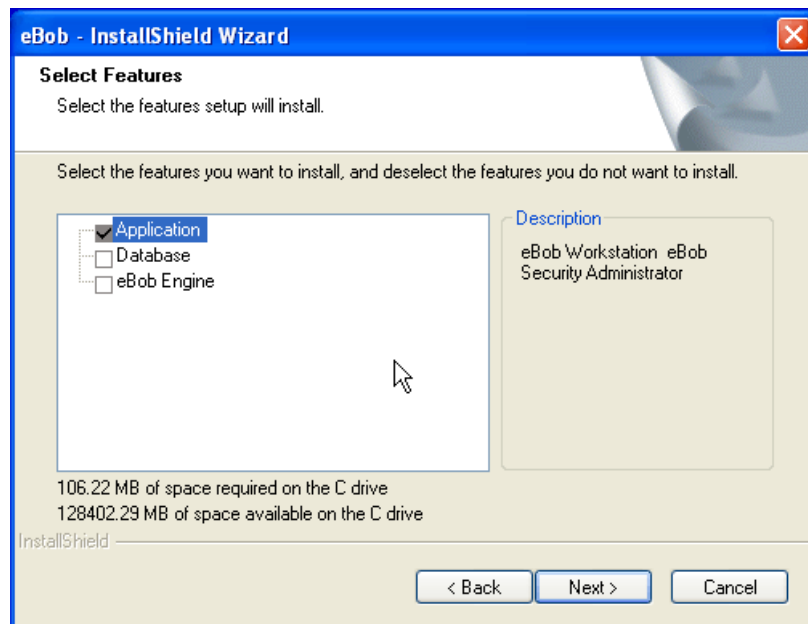 eBob - InstallShield Wizard
Select Features
Select the features setup will install.
Select the features you want to install, and deselect the features you do not want to install.
Application
Database
eBob Engine
Description
eBob Workstation eBob
Security Administrator
106.22 MB of space required on the C drive
128402.29 MB of space available on the C drive
InstallShield
< Back
Next >
Cancel